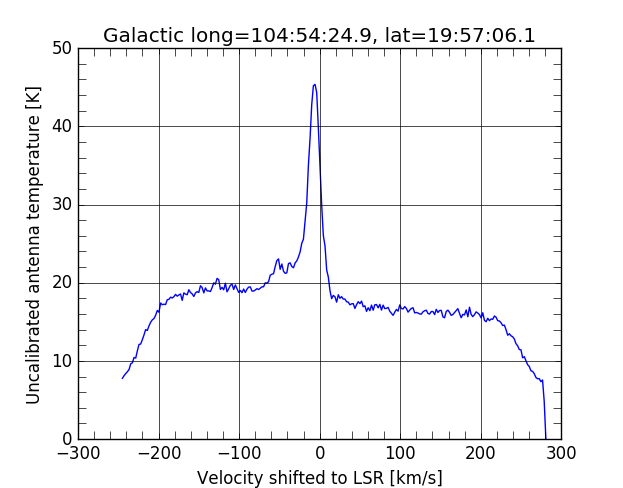 Galactic long=104:54:24.9, lat=19:57:06.1
Uncalibrated antenna temperature [K]
50
40
30
20
10
0
−300 −200 −100 0 100 200 300
Velocity shifted to LSR [km/s]